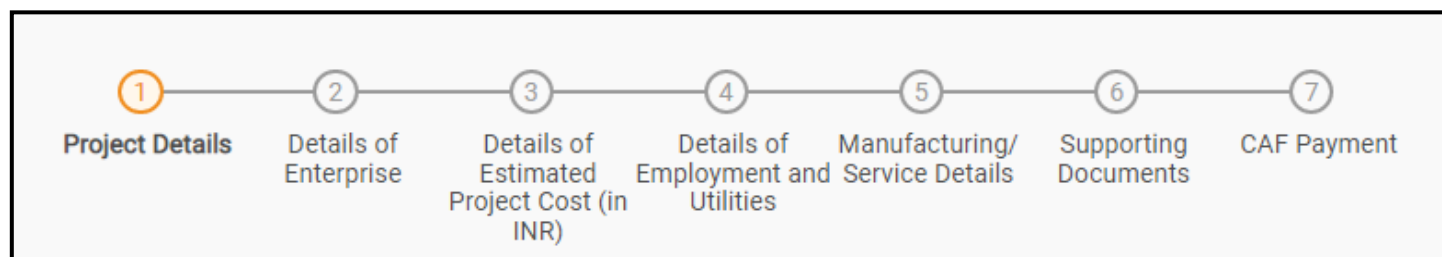 1 2 3 4 5 6 7
Project Details
Details of
Enterprise
Details of
Estimated
Project Cost (in
INR)
Details of
Employment and
Utilities
Manufacturing/
Service Details
Supporting
Documents
CAF Payment